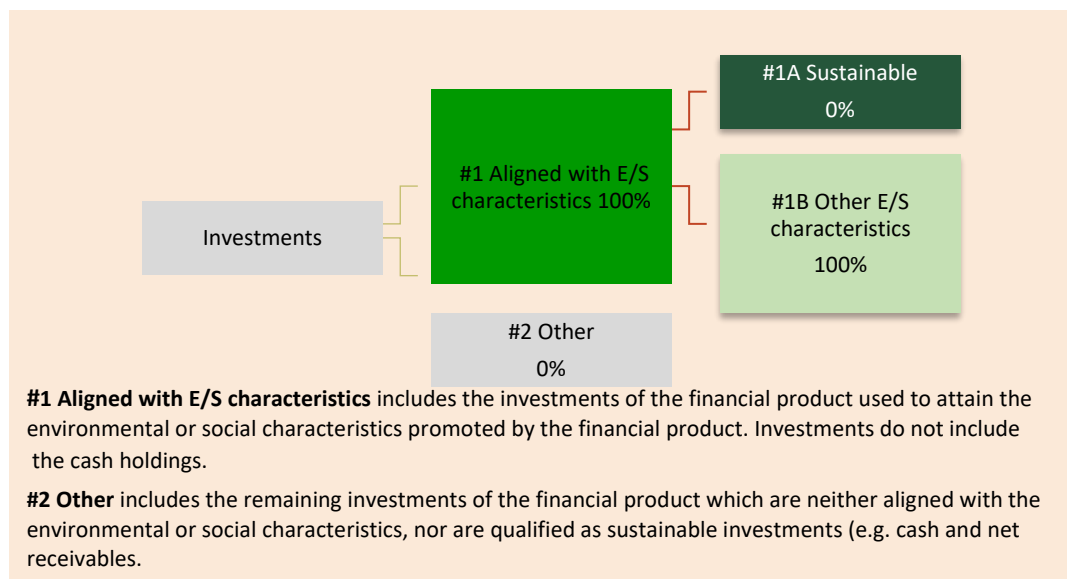 Investments
#1 Aligned with E/S
characteristics 100%
#2 Other
0%
#1A Sustainable
0%
#1B Other E/S
characteristics
100%
#1 Aligned with E/S characteristics includes the investments of the financial product used to attain the
environmental or social characteristics promoted by the financial product. Investments do not include
the cash holdings.
#2 Other includes the remaining investments of the financial product which are neither aligned with the
environmental or social characteristics, nor are qualified as sustainable investments (e.g. cash and net
receivables.